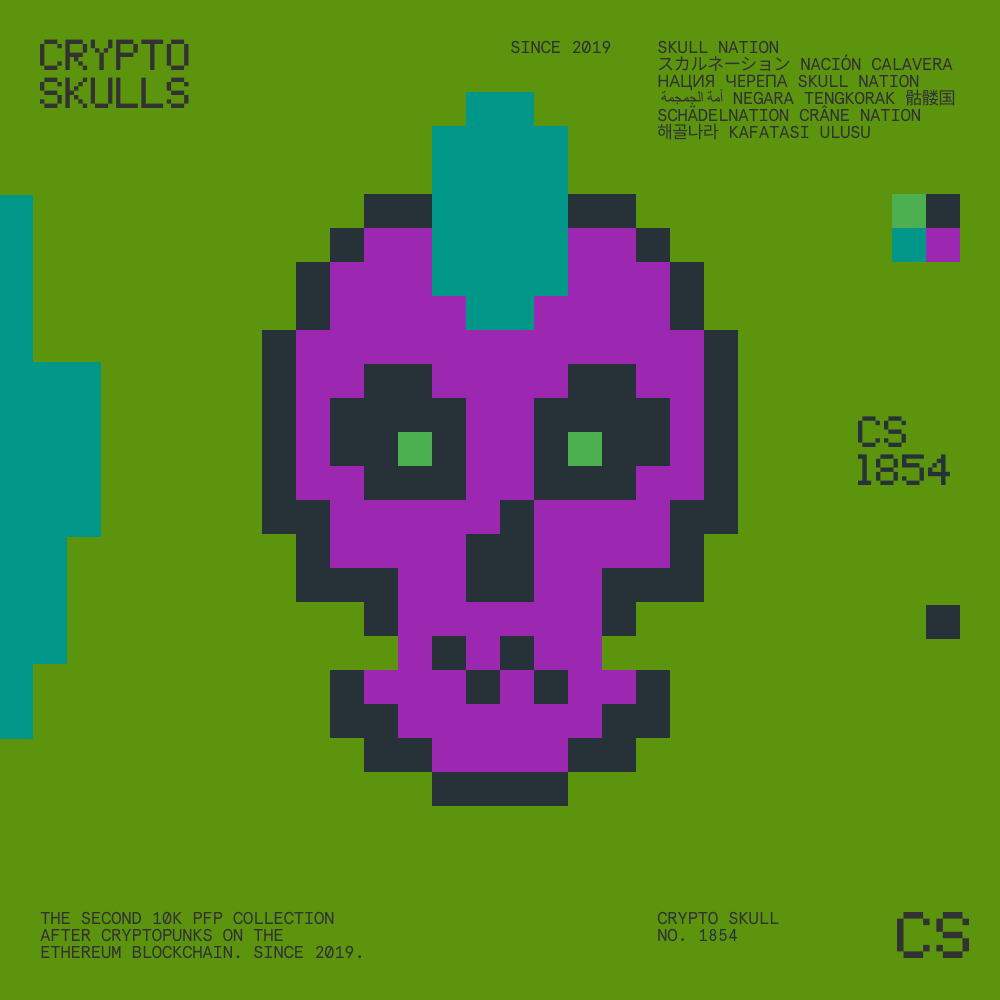 CRYPTO
SKULLS
SINCE 2019
SKULL NATION
スカルネーション NACIÓN CALAVERA
НАЦИЯ ЧЕРЕПА SKULL NATION
أمة الجمجمة NEGARA TENGKORAK 骷髅国
SCHÄDELNATION CRÂNE NATION
해골나라 KAFATASI ULUSU
CS
1854
THE SECOND 10K PFP COLLECTION
AFTER CRYPTOPUNKS ON THE
ETHEREUM BLOCKCHAIN. SINCE 2019.
CRYPTO SKULL
NO. 1854
CS